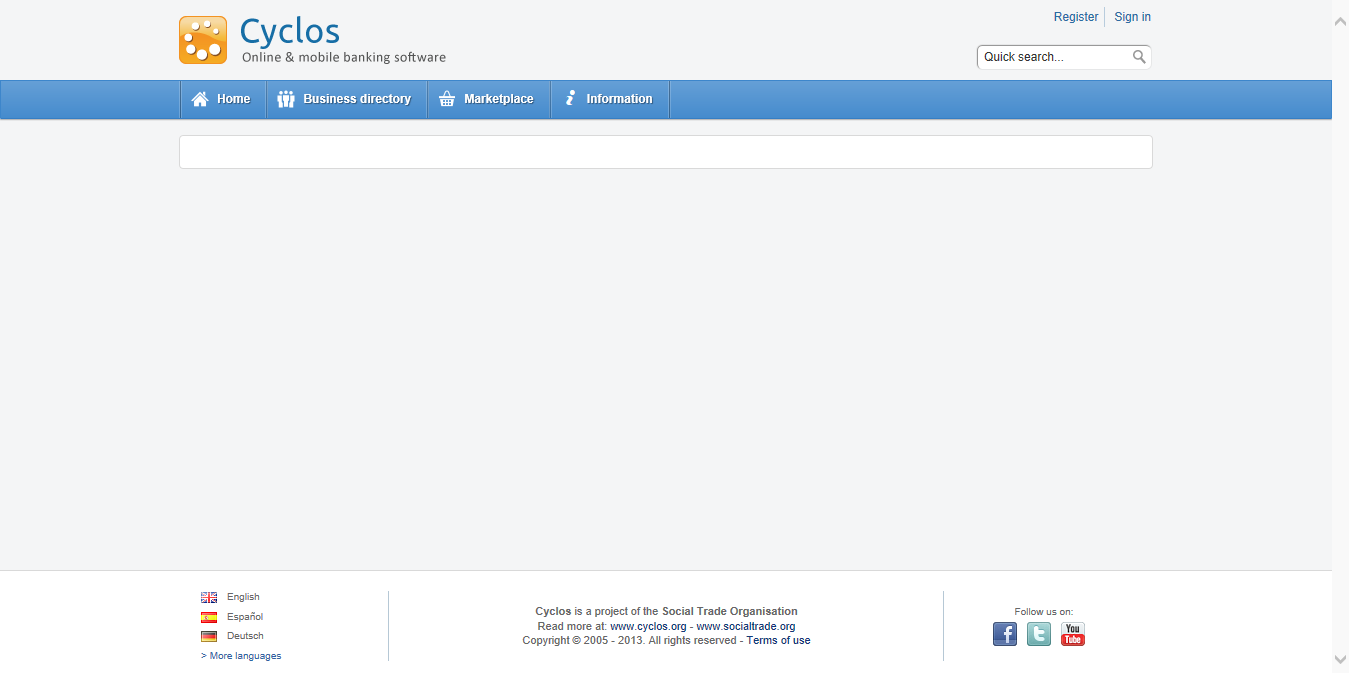 Register
Sign in
Cyclos
Online & mobile banking software
Quick search...
Home
Business directory
Marketplace
Information
English
Español
Deutsch
> More languages
Cyclos is a project of the Social Trade Organisation
Read more at: www.cyclos.org - www.socialtrade.org
Copyright © 2005 - 2013. All rights reserved - Terms of use
Follow us on:
f
t
You
Tube